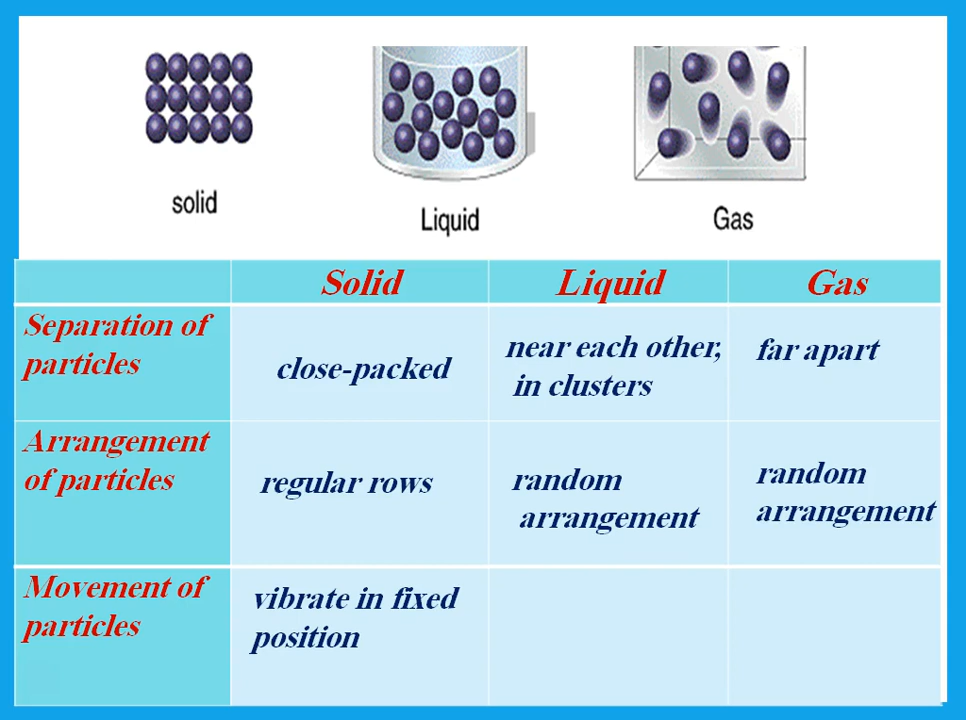 solid
Liquid
Gas
Solid
Liquid
Gas
Separation of
particles
close-packed
near each other,
in clusters
far apart
Arrangement
of particles
regular rows
random
arrangement
random
arrangement
Movement of
particles
vibrate in fixed
position